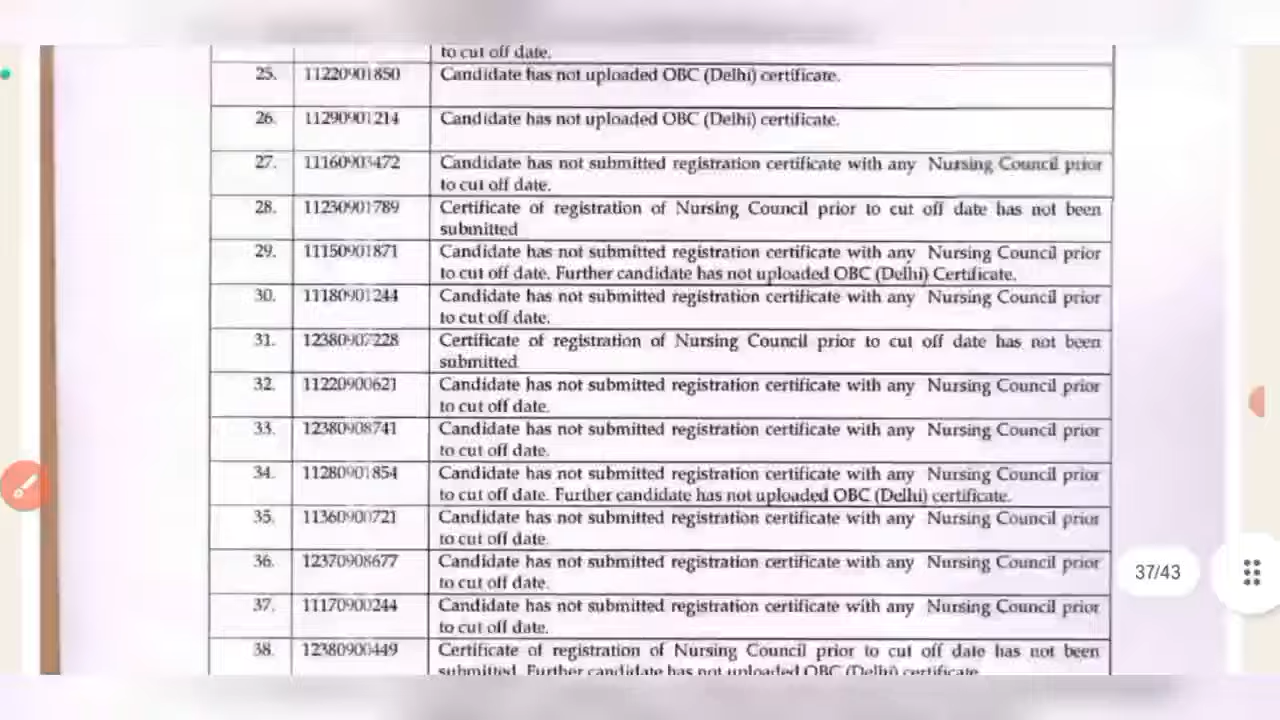 to cut off date.
25. 11220901850 Candidate has not uploaded OBC (Delhi) certificate.
26. 11290901214 Candidate has not uploaded OBC (Delhi) certificate.
27. 11160903472 Candidate has not submitted registration certificate with any Nursing Council prior
to cut off date.
28. 11230901789 Certificate of registration of Nursing Council prior to cut off date has not been
submitted
29. 11150901871 Candidate has not submitted registration certificate with any Nursing Council prior
to cut off date. Further candidate has not uploaded OBC (Delhi) Certificate.
30. 11180901244 Candidate has not submitted registration certificate with any Nursing Council prior
to cut off date.
31. 12380907228 Certificate of registration of Nursing Council prior to cut off date has not been
submitted
32. 11220900621 Candidate has not submitted registration certificate with any Nursing Council prior
to cut off date.
33. 12380908741 Candidate has not submitted registration certificate with any Nursing Council prior
to cut off date.
34. 11280901854 Candidate has not submitted registration certificate with any Nursing Council prior
to cut off date. Further candidate has not uploaded OBC (Delhi) certificate.
35. 11360900721 Candidate has not submitted registration certificate with any Nursing Council prior
to cut off date.
36. 12370908677 Candidate has not submitted registration certificate with any Nursing Council prior
to cut off date.
37. 11170900244 Candidate has not submitted registration certificate with any Nursing Council prior
to cut off date.
38. 12380900449 Certificate of registration of Nursing Council prior to cut off date has not been
submitted. Further candidate has not uploaded OBC (Delhi) certificate
37/43